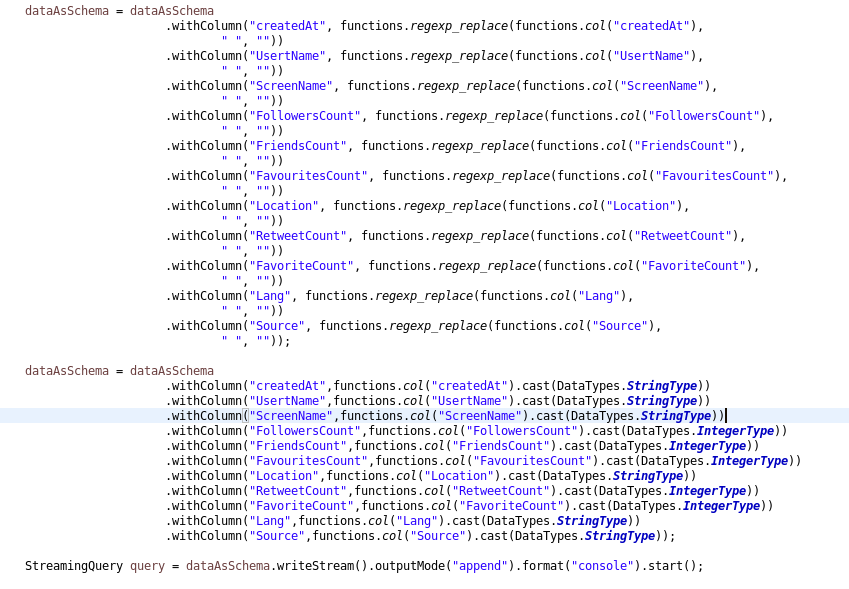 dataAsSchema = dataAsSchema
.withColumn("createdAt", functions.regexp_replace(functions.col("createdAt"),
" ", ""))
.withColumn("UsertName", functions.regexp_replace(functions.col("UsertName"),
" ", ""))
.withColumn("ScreenName", functions.regexp_replace(functions.col("ScreenName"),
" ", ""))
.withColumn("FollowersCount", functions.regexp_replace(functions.col("FollowersCount"),
" ", ""))
.withColumn("FriendsCount", functions.regexp_replace(functions.col("FriendsCount"),
" ", ""))
.withColumn("FavouritesCount", functions.regexp_replace(functions.col("FavouritesCount"),
" ", ""))
.withColumn("Location", functions.regexp_replace(functions.col("Location"),
" ", ""))
.withColumn("RetweetCount", functions.regexp_replace(functions.col("RetweetCount"),
" ", ""))
.withColumn("FavoriteCount", functions.regexp_replace(functions.col("FavoriteCount"),
" ", ""))
.withColumn("Lang", functions.regexp_replace(functions.col("Lang"),
" ", ""))
.withColumn("Source", functions.regexp_replace(functions.col("Source"),
" ", ""));
dataAsSchema = dataAsSchema
.withColumn("createdAt",functions.col("createdAt").cast(DataTypes.StringType))
.withColumn("UsertName",functions.col("UsertName").cast(DataTypes.StringType))
.withColumn("ScreenName",functions.col("ScreenName").cast(DataTypes.StringType))
.withColumn("FollowersCount",functions.col("FollowersCount").cast(DataTypes.IntegerType))
.withColumn("FriendsCount",functions.col("FriendsCount").cast(DataTypes.IntegerType))
.withColumn("FavouritesCount",functions.col("FavouritesCount").cast(DataTypes.IntegerType))
.withColumn("Location",functions.col("Location").cast(DataTypes.StringType))
.withColumn("RetweetCount",functions.col("RetweetCount").cast(DataTypes.IntegerType))
.withColumn("FavoriteCount",functions.col("FavoriteCount").cast(DataTypes.IntegerType))
.withColumn("Lang",functions.col("Lang").cast(DataTypes.StringType))
.withColumn("Source",functions.col("Source").cast(DataTypes.StringType));
StreamingQuery query = dataAsSchema.writeStream().outputMode("append").format("console").start();